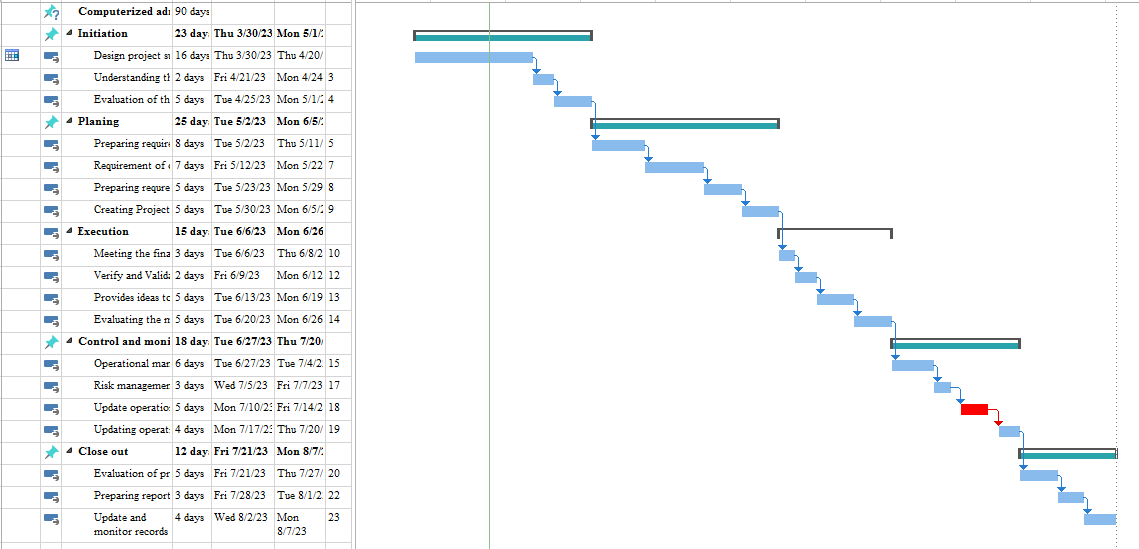 Computerized ad 90 days
Initiation 23 day Thu 3/30/23 Mon 5/1/
Design project s 16 days Thu 3/30/23 Thu 4/20/
Understanding t 2 days Fri 4/21/23 Mon 4/24 3
Evaluation of th 5 days Tue 4/25/23 Mon 5/1/2 4
Planing 25 day Tue 5/2/23 Mon 6/5/
Preparing require 8 days Tue 5/2/23 Thu 5/11/ 5
Requirement of 7 days Fri 5/12/23 Mon 5/22 7
Preparing requre 5 days Tue 5/23/23 Mon 5/29 8
Creating Project 5 days Tue 5/30/23 Mon 6/5/2 9
Execution 15 day Tue 6/6/23 Mon 6/26
Meeting the fina 3 days Tue 6/6/23 Thu 6/8/2 10
Verify and Valid 2 days Fri 6/9/23 Mon 6/12 12
Provides ideas to 5 days Tue 6/13/23 Mon 6/19 13
Evaluating the 5 days Tue 6/20/23 Mon 6/26 14
Control and moni 18 day Tue 6/27/23 Thu 7/20/
Operational mar 6 days Tue 6/27/23 Tue 7/4/2 15
Risk managemen 3 days Wed 7/5/23 Fri 7/7/23 17
Update operatio 5 days Mon 7/10/2 Fri 7/14/2 18
Updating operat 4 days Mon 7/17/2 Thu 7/20/ 19
Close out 12 day Fri 7/21/23 Mon 8/7/
Evaluation of pr 5 days Fri 7/21/23 Thu 7/27/ 20
Preparing report 3 days Fri 7/28/23 Tue 8/1/2 22
Update and 4 days Wed 8/2/23 Mon 23
monitor records 8/7/23